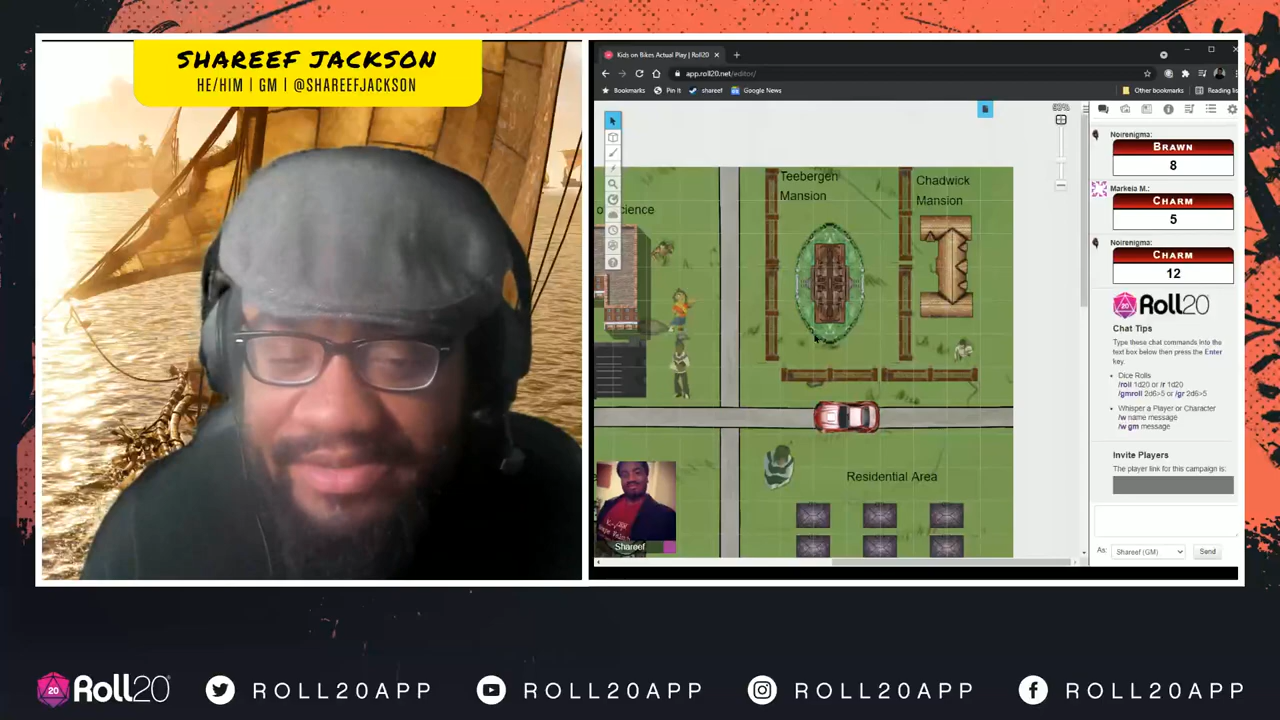 SHAREEF JACKSON
HE/HIM | GM | @SHAREEFJACKSON
Kids on Bikes Actual Play | Roll20
app.roll20.net/editor/
Bookmarks
Pin It
shareef
Google News
Other bookmarks
Reading list
Teebergen
Mansion
Chadwick
Mansion
Residential Area
Shareef
Noirenigma:
BRAWN
8
Markeia M.:
CHARM
5
Noirenigma:
CHARM
12
Roll20
Chat Tips
Type these chat commands into the
text box below then press the Enter
key.
• Dice Rolls
/roll 1d20 or /r 1d20
/gmroll 2d6>5 or /gr 2d6>5
• Whisper a Player or Character
/w name message
/w gm message
Invite Players
The player link for this campaign is:
As:
Shareef (GM)
Send
20
Roll20
ROLL20APP
ROLL20APP
ROLL20APP
ROLL20APP